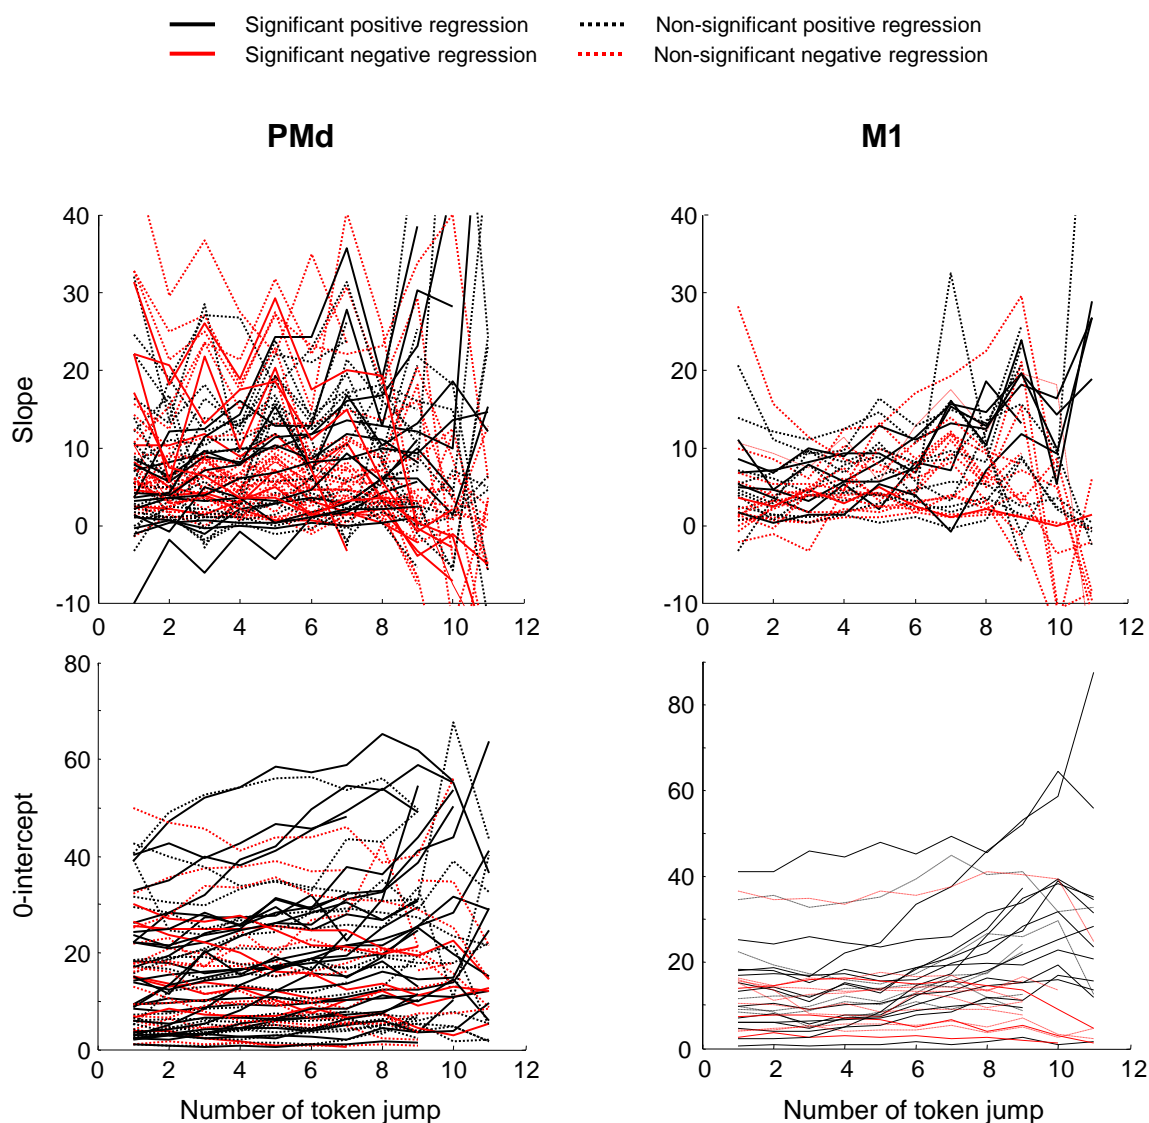 Significant positive regression Non-significant positive regression
Significant negative regression Non-significant negative regression
PMd M1
Slope
40
30
20
10
0
-10
0 2 4 6 8 10 12
40
30
20
10
0
-10
0 2 4 6 8 10 12
0-intercept
80
60
40
20
0
0 2 4 6 8 10 12
Number of token jump
80
60
40
20
0
0 2 4 6 8 10 12
Number of token jump